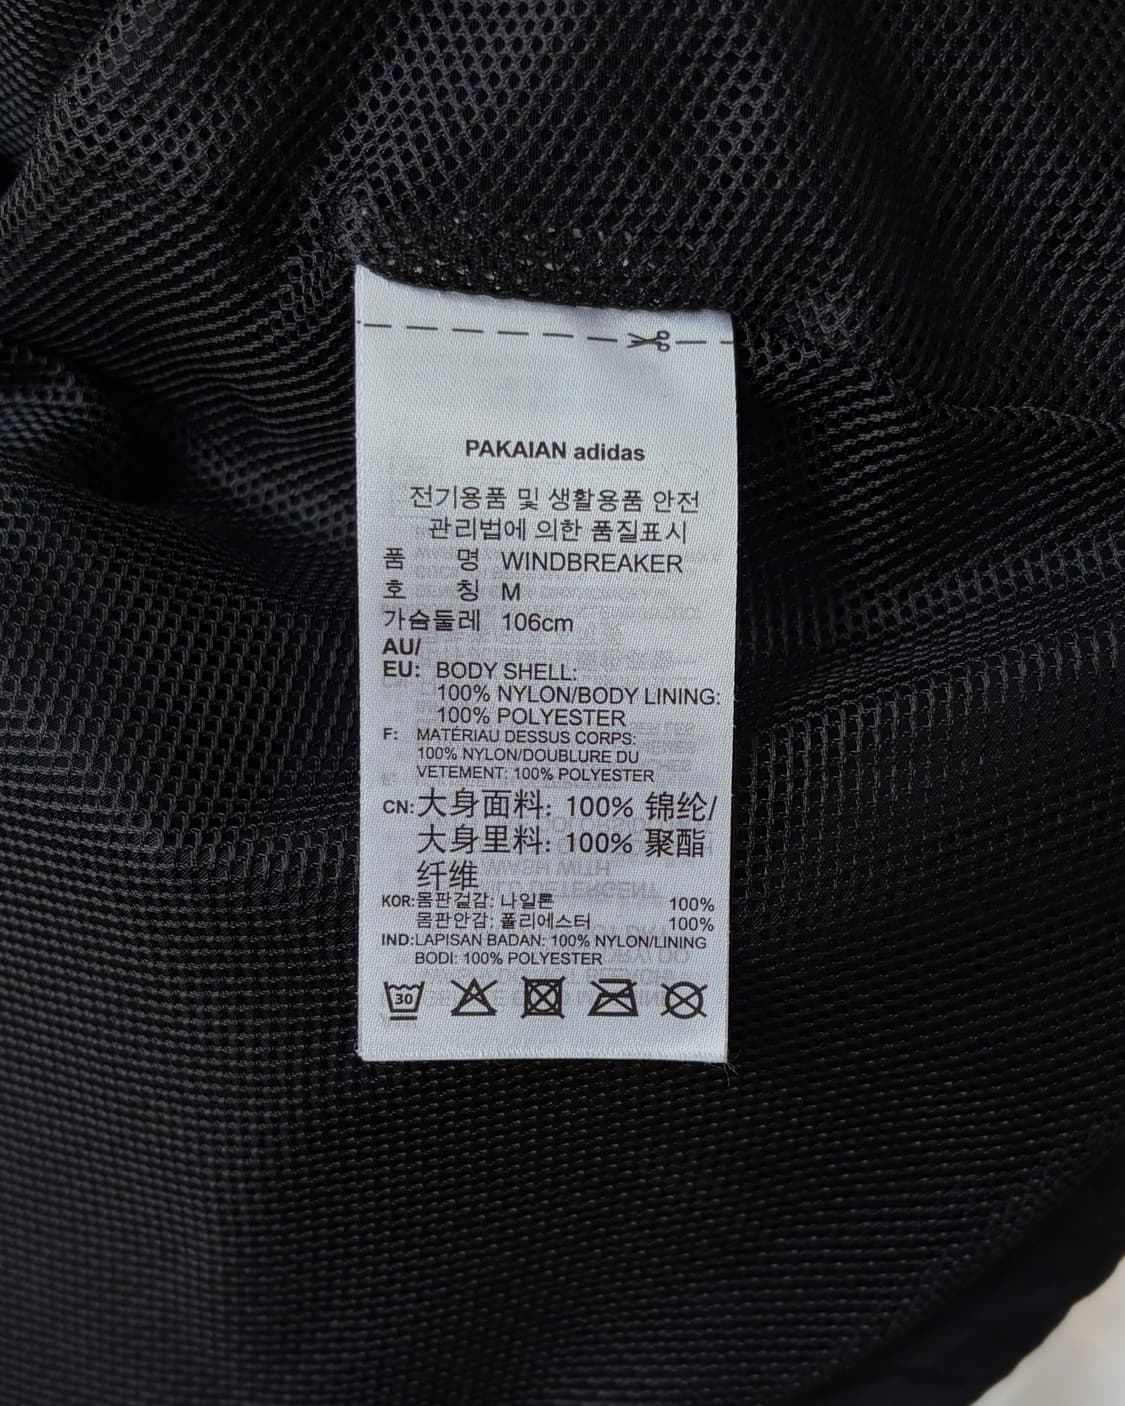 PAKAIAN adidas
전기용품 및 생활용품 안전
관리법에 의한 품질표시
품 명 WINDBREAKER
호 칭 M
가슴둘레 106cm
AU/
EU: BODY SHELL:
100% NYLON/BODY LINING:
100% POLYESTER
F: MATÉRIAU DESSUS CORPS:
100% NYLON/DOUBLURE DU
VETEMENT: 100% POLYESTER
CN: 大身面料: 100% 锦纶/
大身里料: 100% 聚酯
纤维
KOR: 몸판겉감: 나일론 100%
몸판안감: 폴리에스터 100%
IND: LAPISAN BADAN: 100% NYLON/LINING
BODI: 100% POLYESTER
30